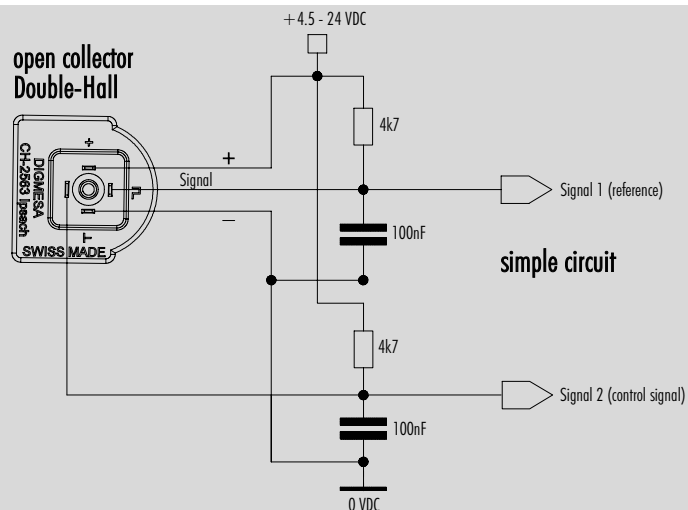 +4.5 - 24 VDC
open collector
Double-Hall
4k7
+
DIGMESA
CH-2563 Ipsach
SWISS MADE
+
Signal
−
Signal 1 (reference)
100nF
simple circuit
4k7
Signal 2 (control signal)
100nF
0 VDC